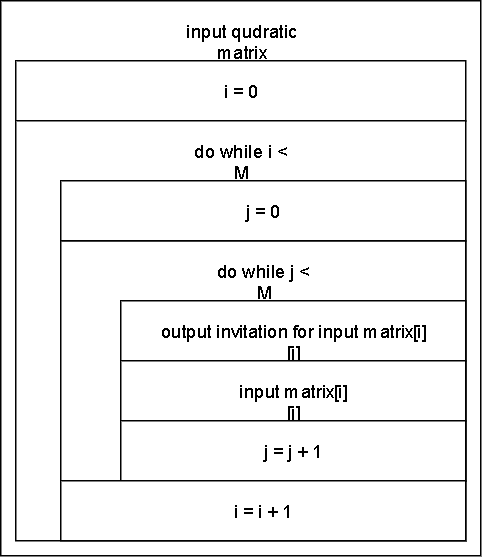 input qudratic
matrix
i = 0
do while i <
M
j = 0
do while j <
M
output invitation for input matrix[i]
[j]
input matrix[i]
[j]
j = j + 1
i = i + 1